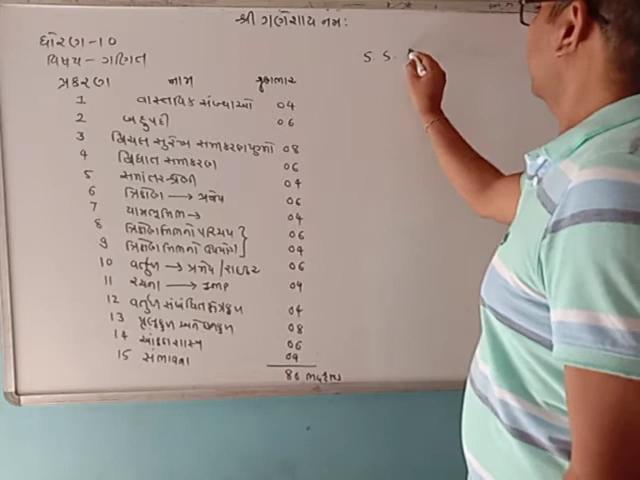 શ્રી ગણેશાય નમઃ
ધોરણ-૧૦
S. S.
વિષય - ગણિત
પ્રકરણ નામ ગુણભાર
1 વાસ્તવિક સંખ્યાઓ 04
2 બહુપદી 06
3 દ્વિચલ સુરેખ સમીકરણયુગ્મો 08
4 દ્વિઘાત સમીકરણ 06
5 સમાંતર શ્રેણી 04
6 ત્રિકોણ → પ્રમેય 06
7 યામભૂમિતિ → 04
8 ત્રિકોણમિતિનો પરિચય 06
9 ત્રિકોણમિતિનો ઉપયોગો 04
10 વર્તુળ → પ્રમેય / 06
11 રચના → IMP 04
12 વર્તુળ સંબંધિત ક્ષેત્રફળ 04
13 પૃષ્ઠફળ અને ઘનફળ 08
14 આંકડાશાસ્ત્ર 06
15 સંભાવના 04